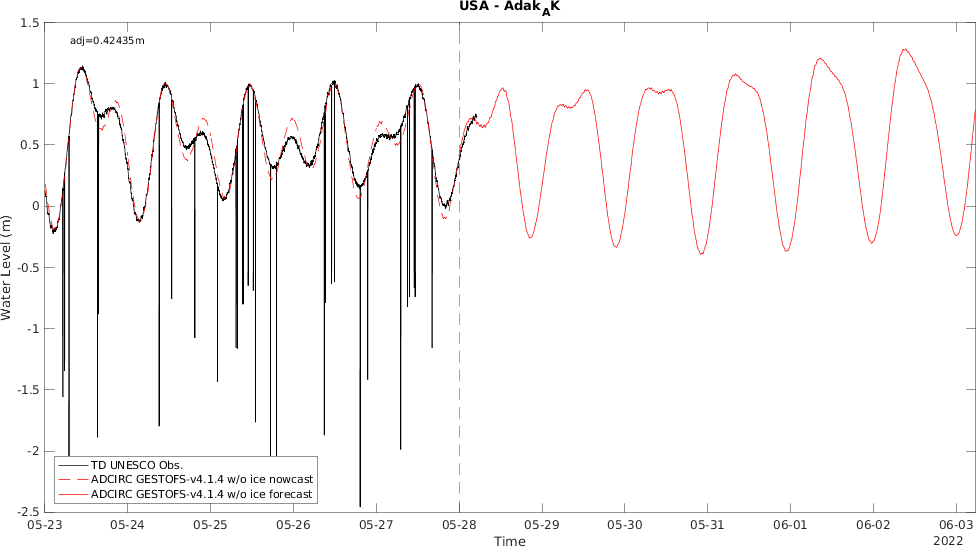 USA - Adak_AK
adj=0.42435m
1.5
1
0.5
0
-0.5
-1
-1.5
-2
-2.5
Water Level (m)
TD UNESCO Obs.
ADCIRC GESTOFS-v4.1.4 w/o ice nowcast
ADCIRC GESTOFS-v4.1.4 w/o ice forecast
05-23 05-24 05-25 05-26 05-27 05-28 05-29 05-30 05-31 06-01 06-02 06-03
Time
2022